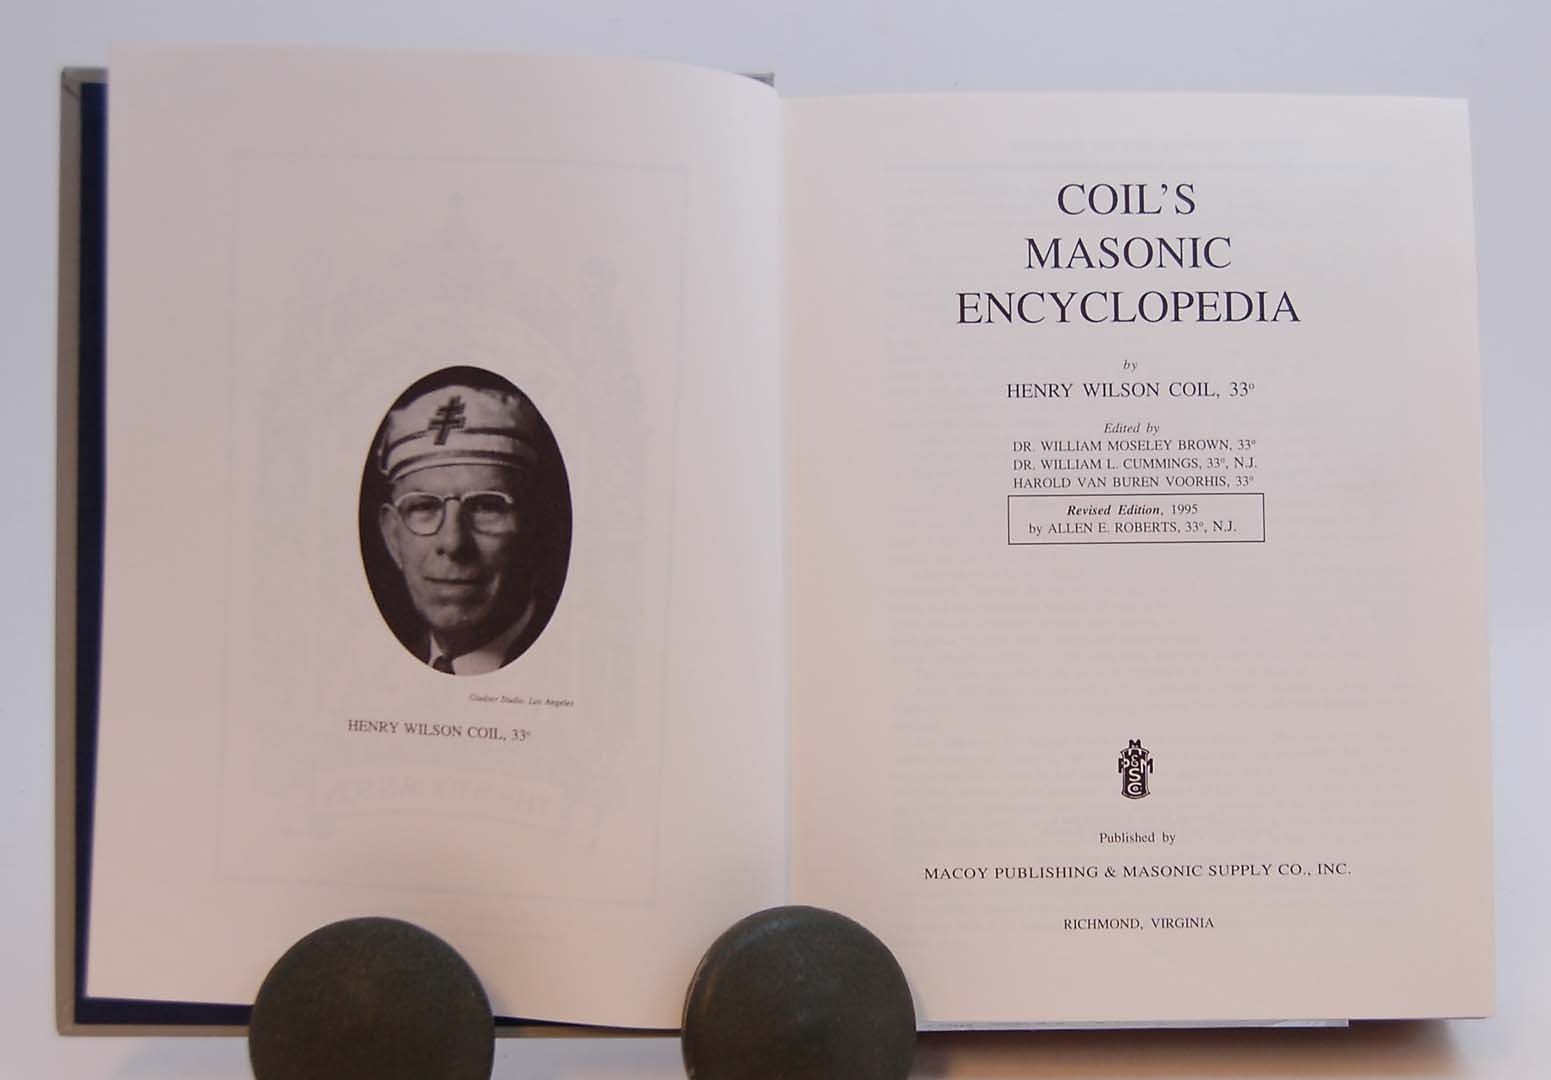 Studio. Los Angeles
HENRY WILSON COIL, 33°
COIL'S
MASONIC
ENCYCLOPEDIA
by
HENRY WILSON COIL, 33°
Edited by
DR. WILLIAM MOSELEY BROWN, 33°
DR. WILLIAM L. CUMMINGS, 33°, N.J.
HAROLD VAN BUREN VOORHIS, 33°
Revised Edition, 1995
by ALLEN E. ROBERTS, 33°, N.J.
M
P&M
S
Co
Published by
MACOY PUBLISHING & MASONIC SUPPLY CO., INC.
RICHMOND, VIRGINIA